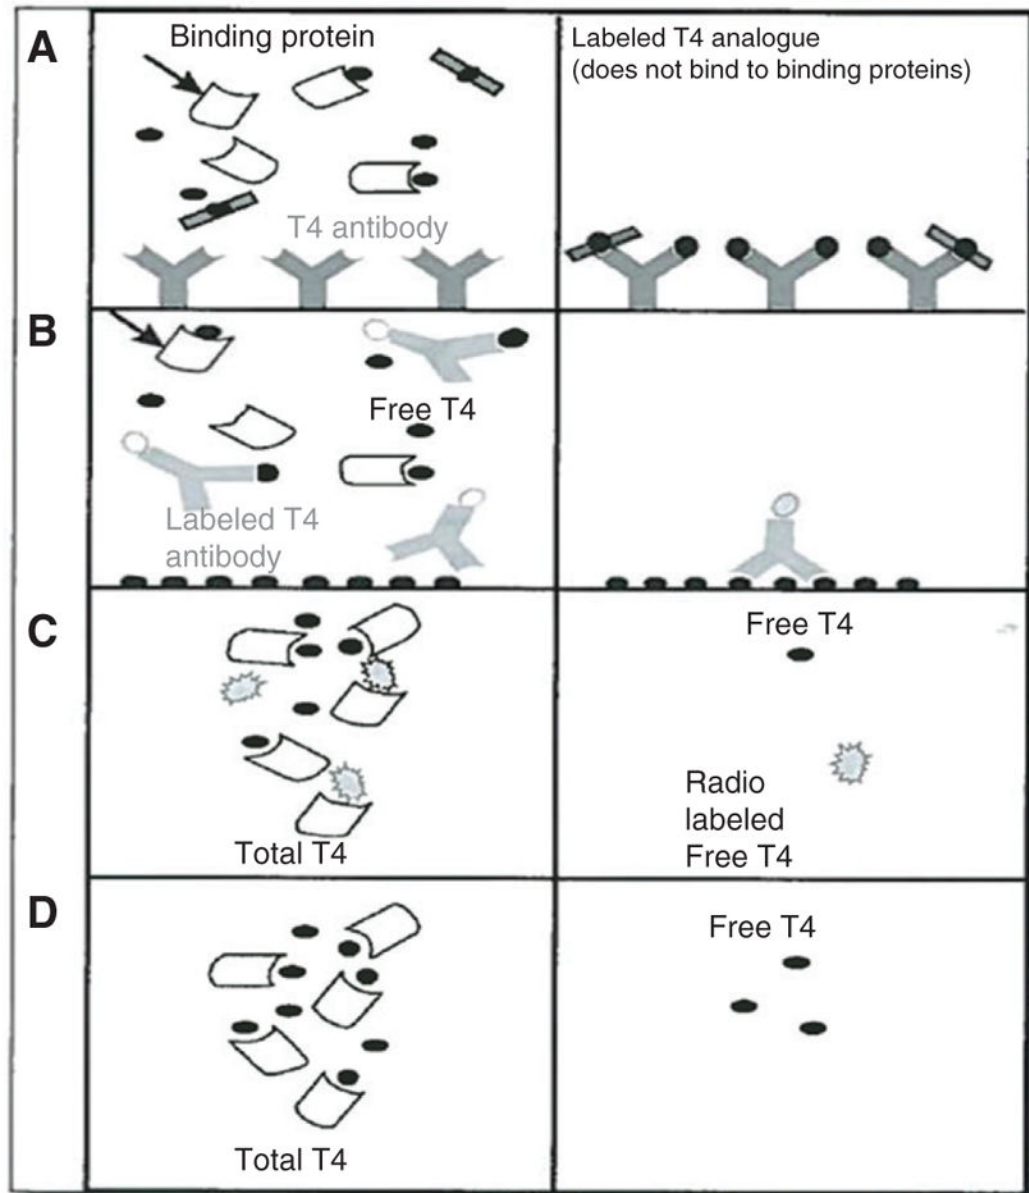 A
Binding protein
Labeled T4 analogue
(does not bind to binding proteins)
T4 antibody
B
Free T4
Labeled T4
antibody
C
Free T4
Radio
labeled
Free T4
Total T4
D
Free T4
Total T4